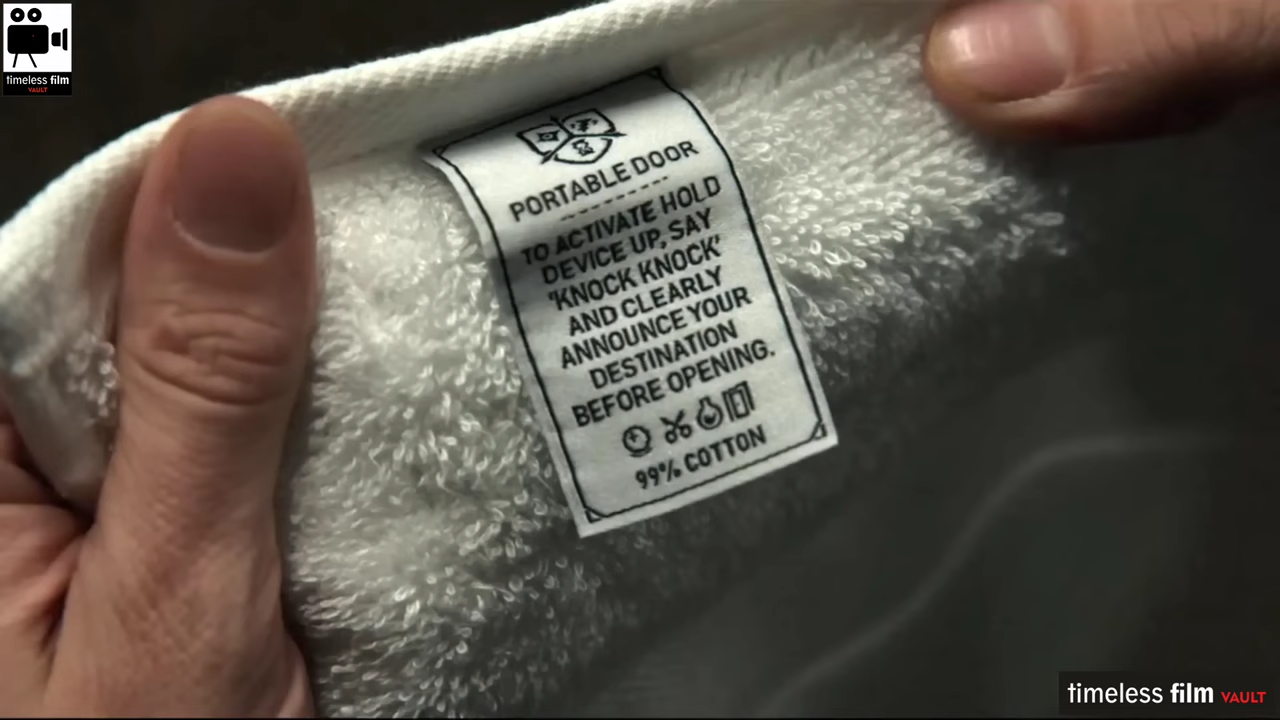 timeless film
VAULT
PORTABLE DOOR
TO ACTIVATE HOLD
DEVICE UP, SAY
'KNOCK KNOCK'
AND CLEARLY
ANNOUNCE YOUR
DESTINATION
BEFORE OPENING.
99% COTTON
timeless film VAULT